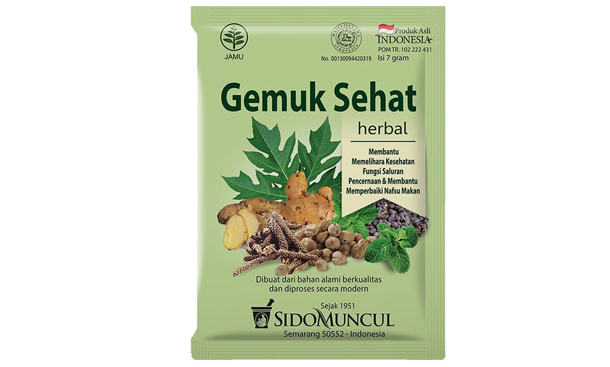 JAMU
No. 00130094420319
Produk Asli
INDONESIA
POM TR. 102 222 431
Isi 7 gram
Gemuk Sehat
herbal
Membantu
Memelihara Kesehatan
Fungsi Saluran
Pencernaan & Membantu
Memperbaiki Nafsu Makan
Dibuat dari bahan alami berkualitas
dan diproses secara modern
Sejak 1951
SIDOMUNCUL
Semarang 50552 - Indonesia